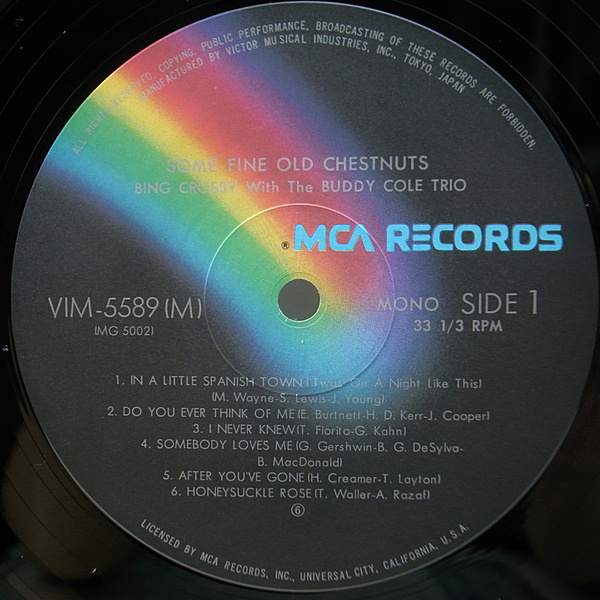 ALL RIGHTS RESERVED COPYING, PUBLIC PERFORMANCE, BROADCASTING OF THESE RECORDS ARE FORBIDDEN.
MANUFACTURED BY VICTOR MUSICAL INDUSTRIES, INC., TOKYO, JAPAN
SOME FINE OLD CHESTNUTS
BING CROSBY With The BUDDY COLE TRIO
® MCA RECORDS
VIM-5589 (M)
(MG 5002)
MONO SIDE 1
33 1/3 RPM
1. IN A LITTLE SPANISH TOWN (Twas On A Night Like This)
(M. Wayne-S. Lewis-J. Young)
2. DO YOU EVER THINK OF ME (E. Burtnett-H. D. Kerr-J. Cooper)
3. I NEVER KNEW (T. Fiorito-G. Kahn)
4. SOMEBODY LOVES ME (G. Gershwin-B. G. DeSylva-
B. MacDonald)
5. AFTER YOU'VE GONE (H. Creamer-T. Layton)
6. HONEYSUCKLE ROSE (T. Waller-A. Razaf)
⑥
LICENSED BY MCA RECORDS, INC., UNIVERSAL CITY, CALIFORNIA, U.S.A.